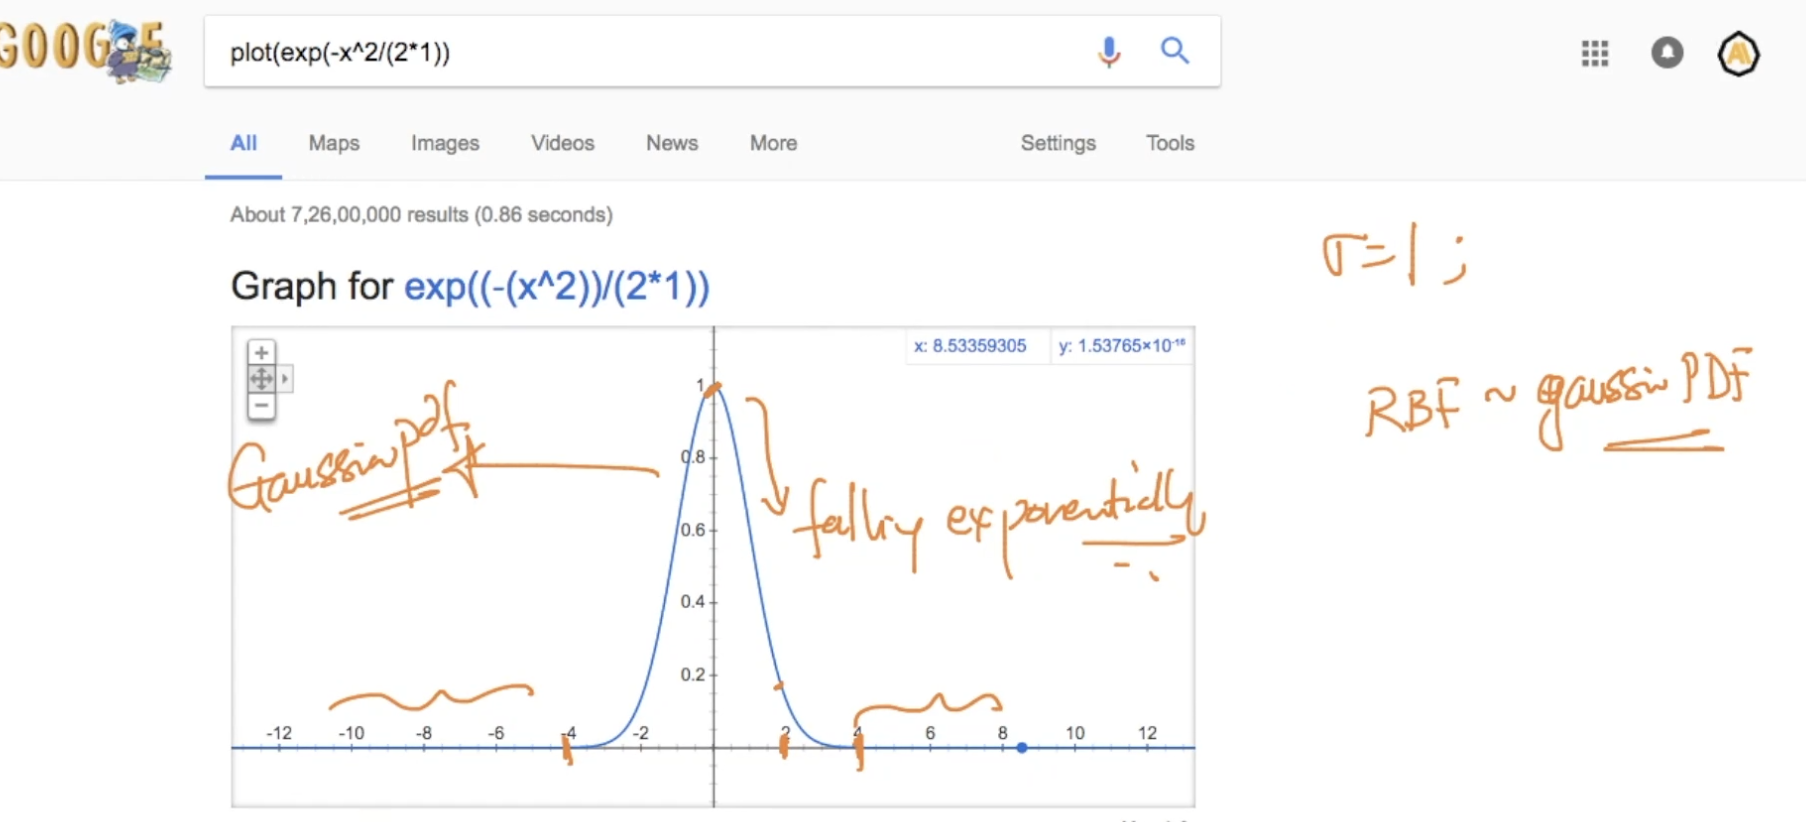 GOOGLE
plot(exp(-x^2/(2*1))
All Maps Images Videos News More Settings Tools
About 7,26,00,000 results (0.86 seconds)
σ=1 ;
Graph for exp((-(x^2))/(2*1))
x: 8.53359305 y: 1.53765×10⁻¹⁶
RBF ~ gaussian PDF
Gaussian pdf
1
0.8
falling exponentially
0.6
0.4
0.2
-12 -10 -8 -6 -4 -2 2 4 6 8 10 12